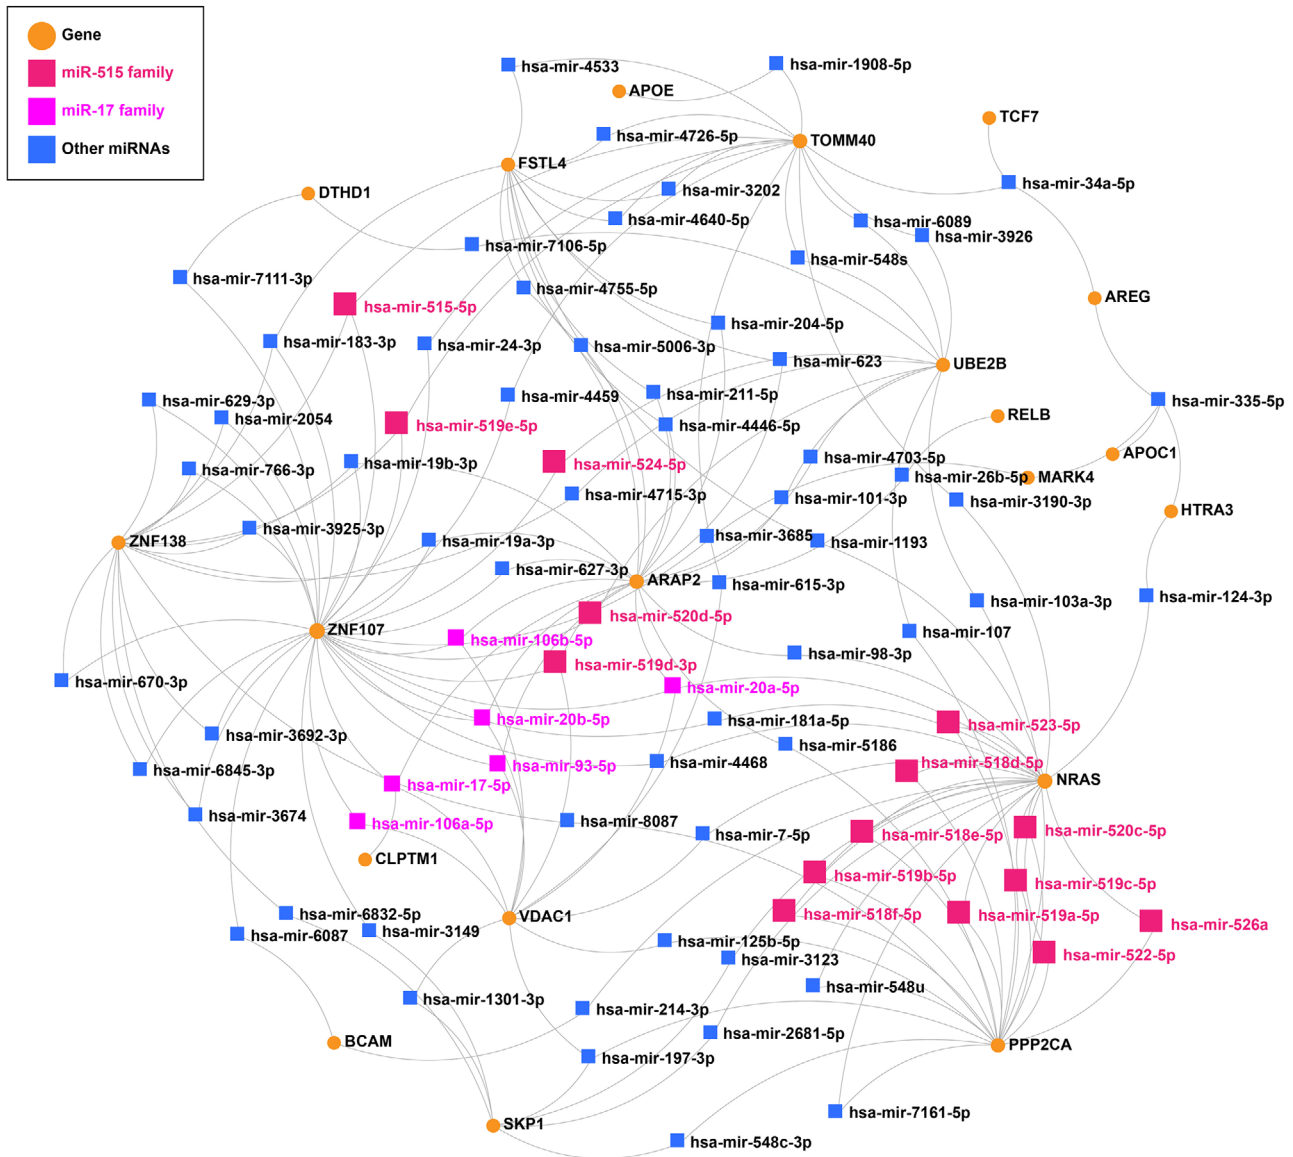 Gene
miR-515 family
miR-17 family
Other miRNAs
hsa-mir-4533
hsa-mir-1908-5p
APOE
TCF7
hsa-mir-4726-5p
TOMM40
FSTL4
hsa-mir-34a-5p
DTHD1
hsa-mir-3202
hsa-mir-4640-5p
hsa-mir-6089
hsa-mir-3926
hsa-mir-7106-5p
hsa-mir-548s
hsa-mir-7111-3p
hsa-mir-4755-5p
AREG
hsa-mir-515-5p
hsa-mir-204-5p
hsa-mir-183-3p
hsa-mir-24-3p
hsa-mir-5006-3p
hsa-mir-623
UBE2B
hsa-mir-629-3p
hsa-mir-4459
hsa-mir-211-5p
hsa-mir-335-5p
hsa-mir-2054
RELB
hsa-mir-519e-5p
hsa-mir-4446-5p
APOC1
hsa-mir-766-3p
hsa-mir-19b-3p
hsa-mir-524-5p
hsa-mir-4703-5p
hsa-mir-26b-5p
MARK4
hsa-mir-4715-3p
hsa-mir-101-3p
hsa-mir-3190-3p
HTRA3
hsa-mir-3925-3p
ZNF138
hsa-mir-19a-3p
hsa-mir-3685
hsa-mir-1193
hsa-mir-627-3p
ARAP2
hsa-mir-615-3p
hsa-mir-103a-3p
hsa-mir-124-3p
hsa-mir-520d-5p
ZNF107
hsa-mir-106b-5p
hsa-mir-107
hsa-mir-98-3p
hsa-mir-519d-3p
hsa-mir-670-3p
hsa-mir-20a-5p
hsa-mir-20b-5p
hsa-mir-181a-5p
hsa-mir-523-5p
hsa-mir-3692-3p
hsa-mir-5186
hsa-mir-6845-3p
hsa-mir-93-5p
hsa-mir-4468
hsa-mir-518d-5p
hsa-mir-17-5p
NRAS
hsa-mir-3674
hsa-mir-106a-5p
hsa-mir-8087
hsa-mir-7-5p
hsa-mir-518e-5p
hsa-mir-520c-5p
CLPTM1
hsa-mir-519b-5p
hsa-mir-519c-5p
hsa-mir-6832-5p
VDAC1
hsa-mir-518f-5p
hsa-mir-519a-5p
hsa-mir-526a
hsa-mir-6087
hsa-mir-3149
hsa-mir-125b-5p
hsa-mir-3123
hsa-mir-522-5p
hsa-mir-548u
hsa-mir-1301-3p
hsa-mir-214-3p
hsa-mir-2681-5p
BCAM
PPP2CA
hsa-mir-197-3p
hsa-mir-7161-5p
SKP1
hsa-mir-548c-3p